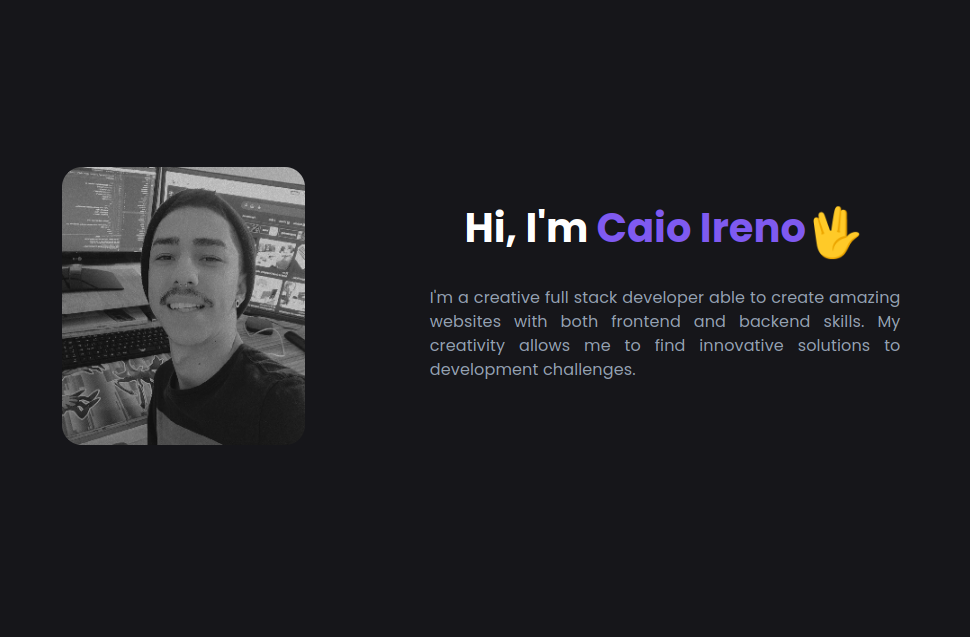 Hi, I'm Caio Ireno🖖
I'm a creative full stack developer able to create amazing
websites with both frontend and backend skills. My
creativity allows me to find innovative solutions to
development challenges.